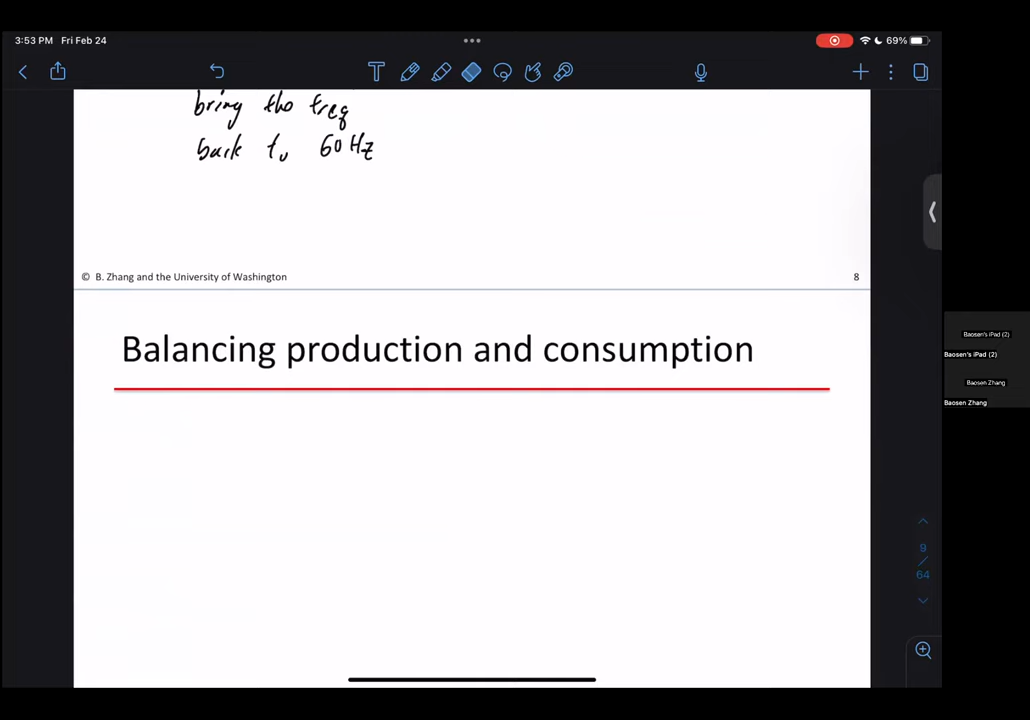 3:53 PM Fri Feb 24
69%
bring the freq
back to 60 Hz
© B. Zhang and the University of Washington
8
Balancing production and consumption
Baosen's iPad (2)
Baosen's iPad (2)
Baosen Zhang
Baosen Zhang
9
/
64